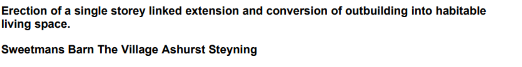 Erection of a single storey linked extension and conversion of outbuilding into habitable
living space.
Sweetmans Barn The Village Ashurst Steyning